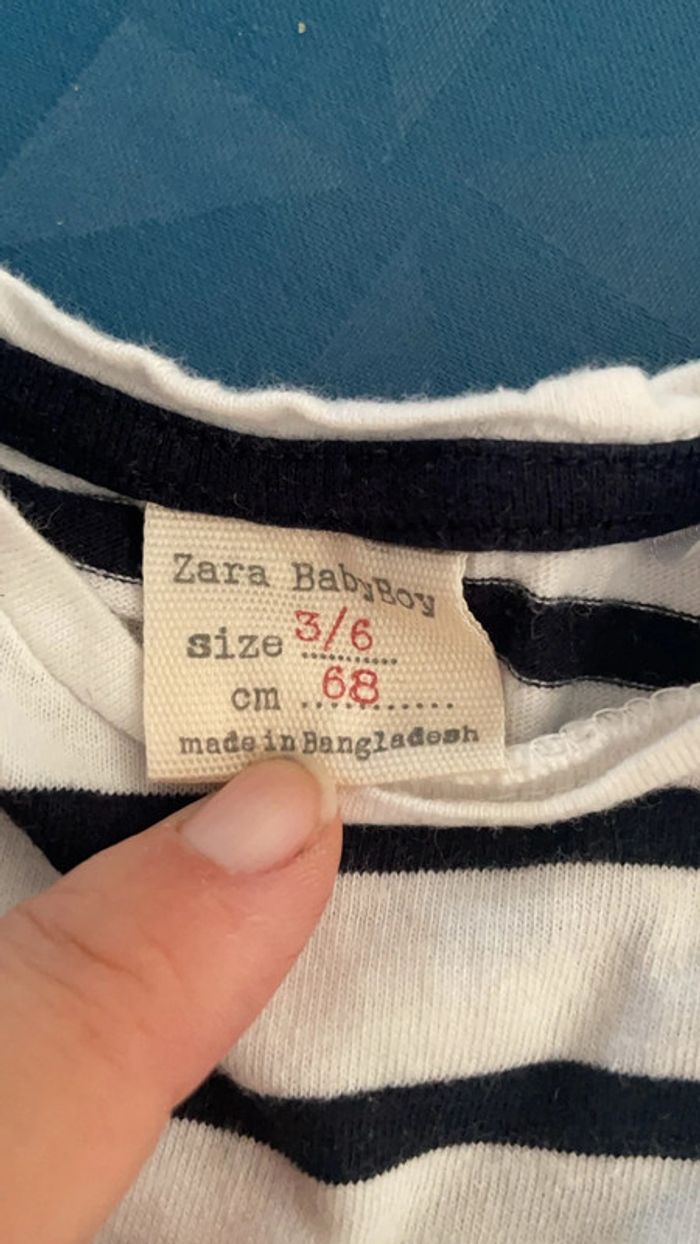 Zara BabyBoy
size 3/6
cm 68
made in Bangladesh